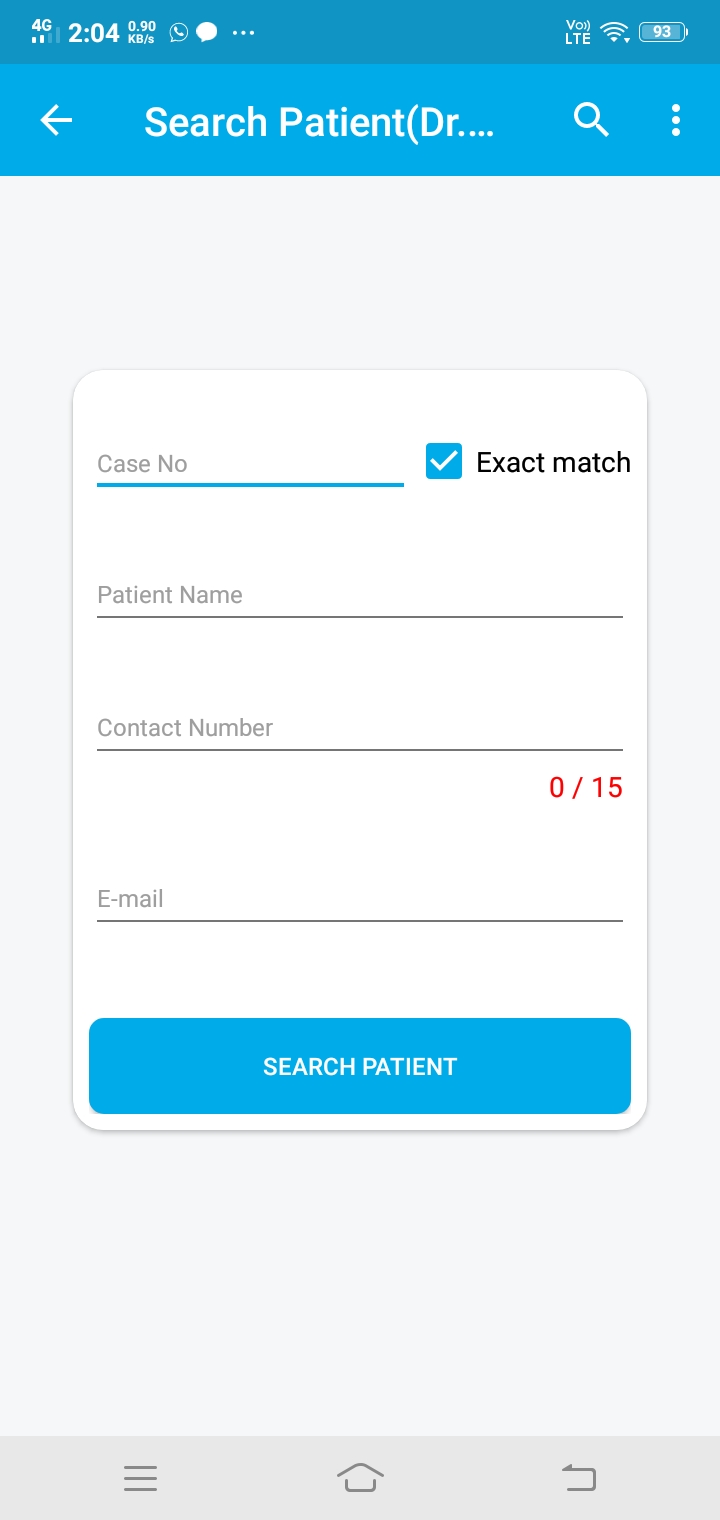 4G 2:04 0.90 KB/s ... Vo)) LTE 93
Search Patient(Dr....
Case No Exact match
Patient Name
Contact Number
0 / 15
E-mail
SEARCH PATIENT